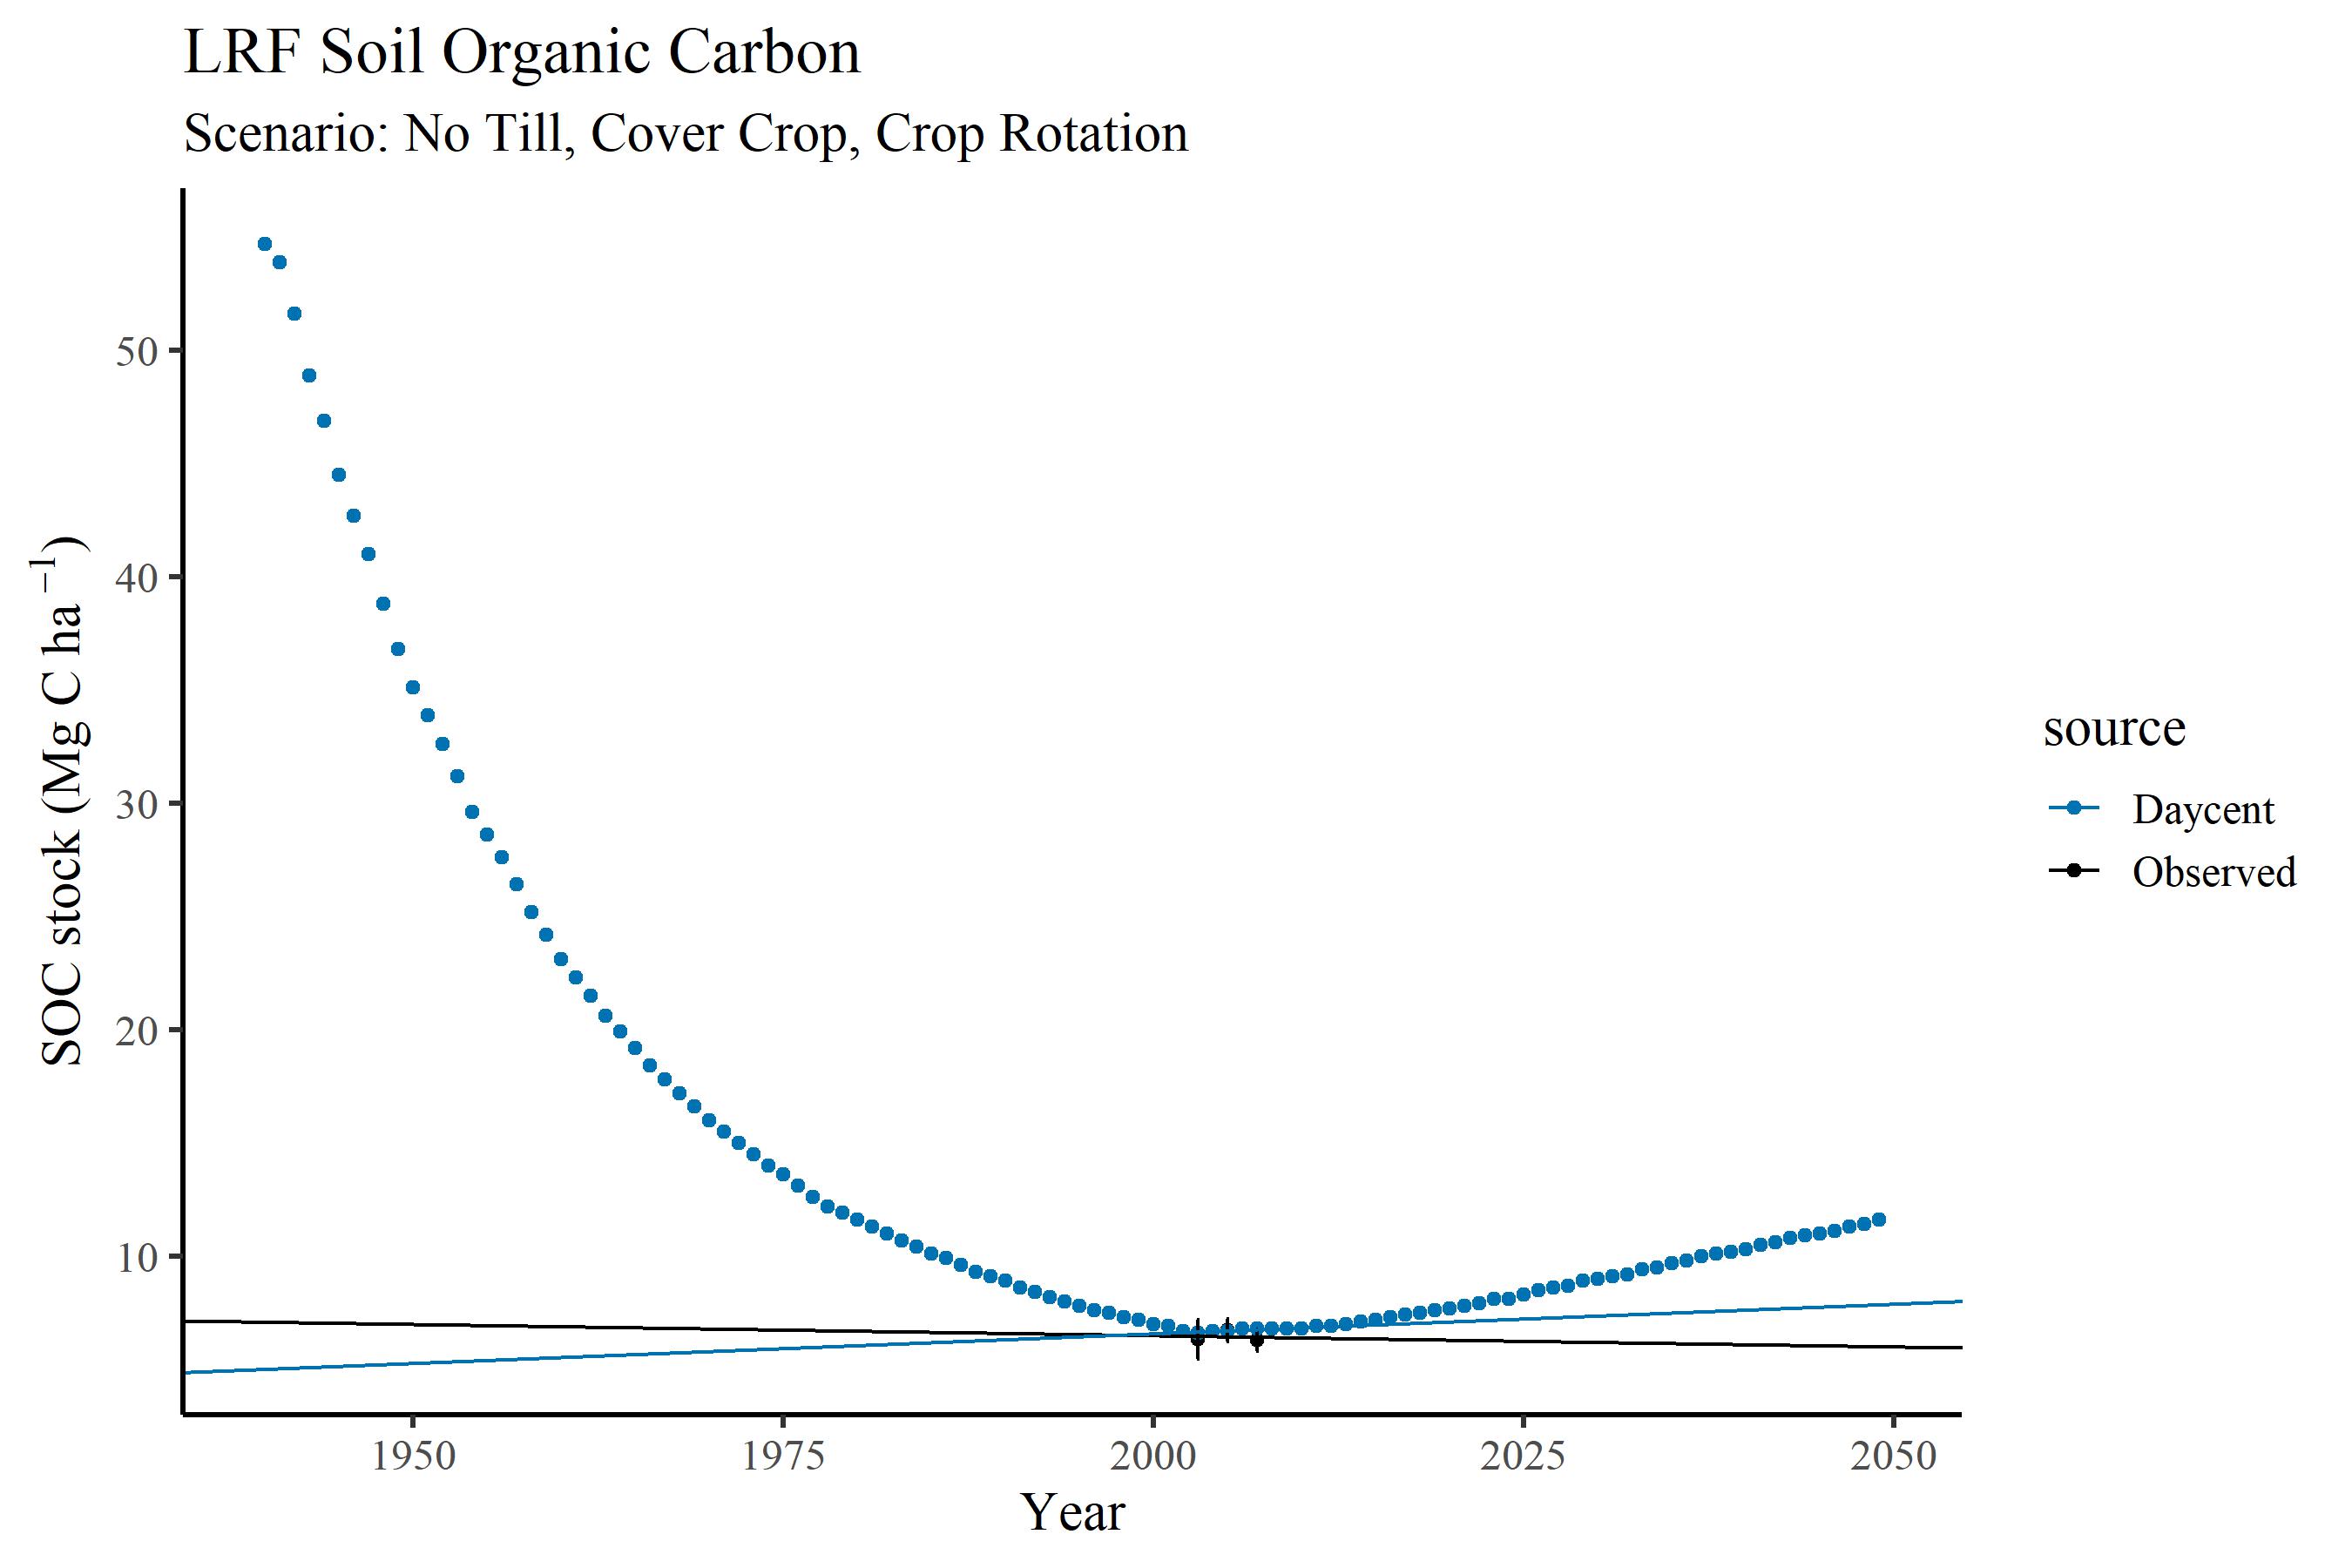 LRF Soil Organic Carbon
Scenario: No Till, Cover Crop, Crop Rotation
SOC stock (Mg C ha⁻¹)
50
40
30
20
10
1950 1975 2000 2025 2050
Year
source
Daycent
Observed